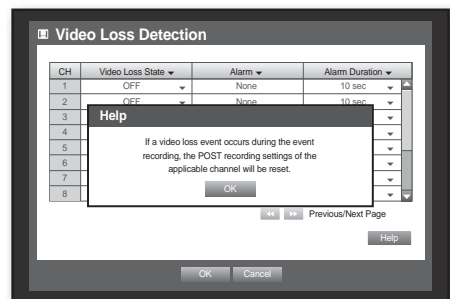 Video Loss Detection
CH Video Loss State Alarm Alarm Duration
1 OFF None 10 sec
2 OFF None 10 sec
3
4
5
6
7
8
Help
If a video loss event occurs during the event
recording, the POST recording settings of the
applicable channel will be reset.
OK
Previous/Next Page
Help
OK Cancel